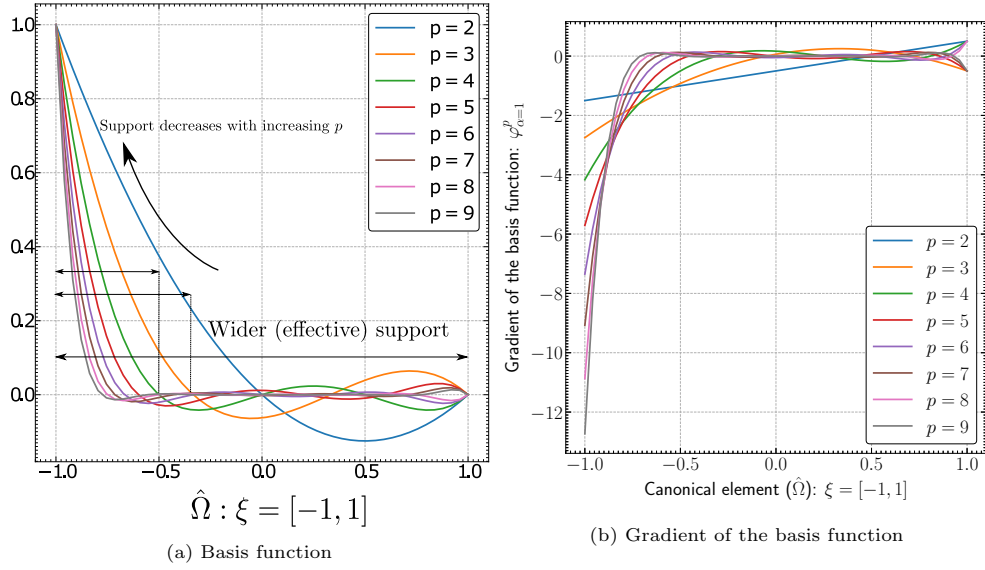 1.0
0.8
0.6
0.4
0.2
0.0
-1.0
-0.5
0.0
0.5
1.0
p = 2
p = 3
p = 4
p = 5
p = 6
p = 7
p = 8
p = 9
Support decreases with increasing p
Wider (effective) support
Ω̂ : ξ = [−1, 1]
(a) Basis function
Gradient of the basis function: φ^p_{α=1}
0
−2
−4
−6
−8
−10
−12
−1.0
−0.5
0.0
0.5
1.0
p = 2
p = 3
p = 4
p = 5
p = 6
p = 7
p = 8
p = 9
Canonical element (Ω̂): ξ = [−1, 1]
(b) Gradient of the basis function